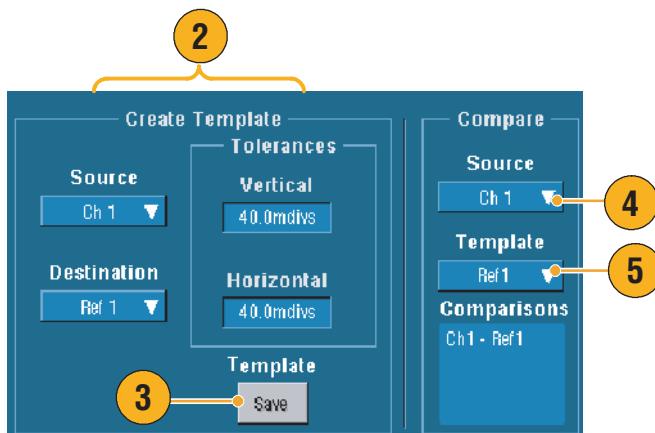 2
Create Template
Compare
Tolerances
Source
Vertical
Source
Ch 1
40.0mdivs
Ch 1
4
Template
Destination
Horizontal
Ref1
5
Ref 1
40.0mdivs
Comparisons
Ch1 - Ref1
Template
3
Save